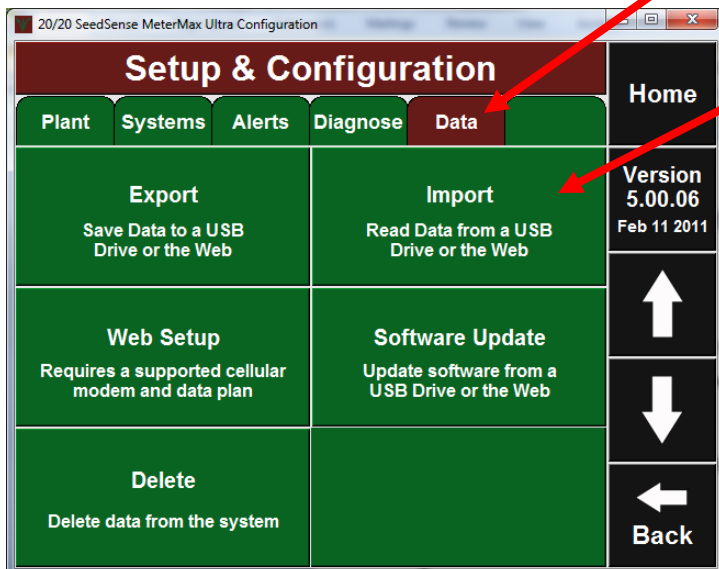 20/20 SeedSense MeterMax Ultra Configuration
Setup & Configuration
Home
Plant
Systems
Alerts
Diagnose
Data
Version
5.00.06
Feb 11 2011
Export
Save Data to a USB
Drive or the Web
Import
Read Data from a USB
Drive or the Web
Web Setup
Requires a supported cellular
modem and data plan
Software Update
Update software from a
USB Drive or the Web
Delete
Delete data from the system
Back